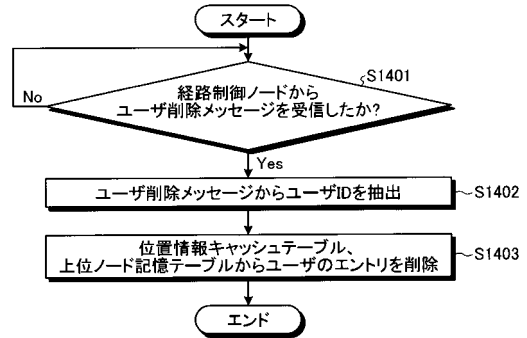 スタート
S1401
経路制御ノードから
ユーザ削除メッセージを受信したか?
No
Yes
ユーザ削除メッセージからユーザIDを抽出
S1402
位置情報キャッシュテーブル、
上位ノード記憶テーブルからユーザのエントリを削除
S1403
エンド